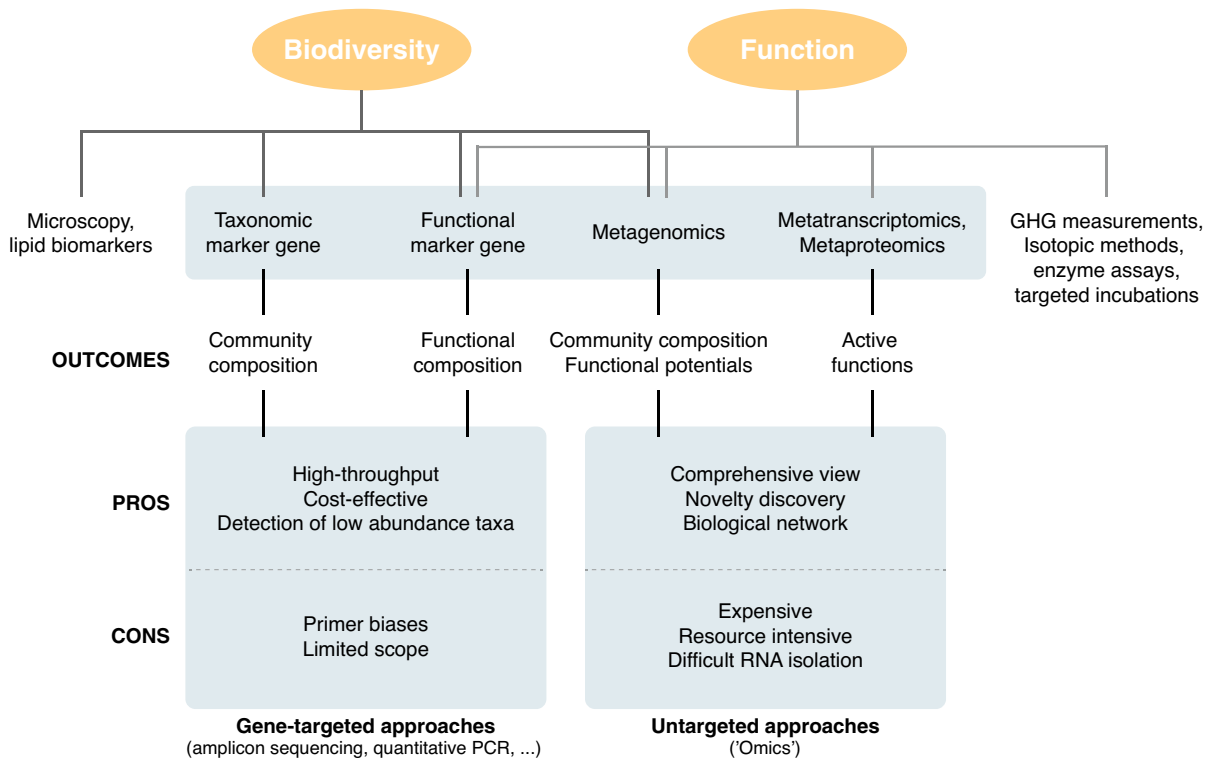 Biodiversity
Function
Microscopy,
lipid biomarkers
Taxonomic
marker gene
Functional
marker gene
Metagenomics
Metatranscriptomics,
Metaproteomics
GHG measurements,
Isotopic methods,
enzyme assays,
targeted incubations
OUTCOMES
Community
composition
Functional
composition
Community composition
Functional potentials
Active
functions
PROS
High-throughput
Cost-effective
Detection of low abundance taxa
Comprehensive view
Novelty discovery
Biological network
CONS
Primer biases
Limited scope
Expensive
Resource intensive
Difficult RNA isolation
Gene-targeted approaches
(amplicon sequencing, quantitative PCR, ...)
Untargeted approaches
('Omics')